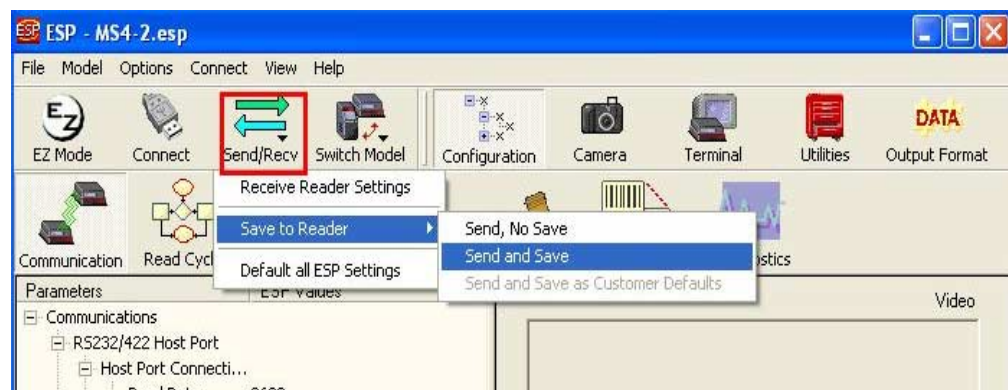 ESP ESP - MS4-2.esp
File Model Options Connect View Help
EZ
DATA
EZ Mode Connect Send/Recv Switch Model Configuration Camera Terminal Utilities Output Format
Receive Reader Settings
Save to Reader
Default all ESP Settings
Send, No Save
Send and Save
Send and Save as Customer Defaults
Communication Read Cycl
Parameters ESP Values
Video
Communications
RS232/422 Host Port
Host Port Connecti...